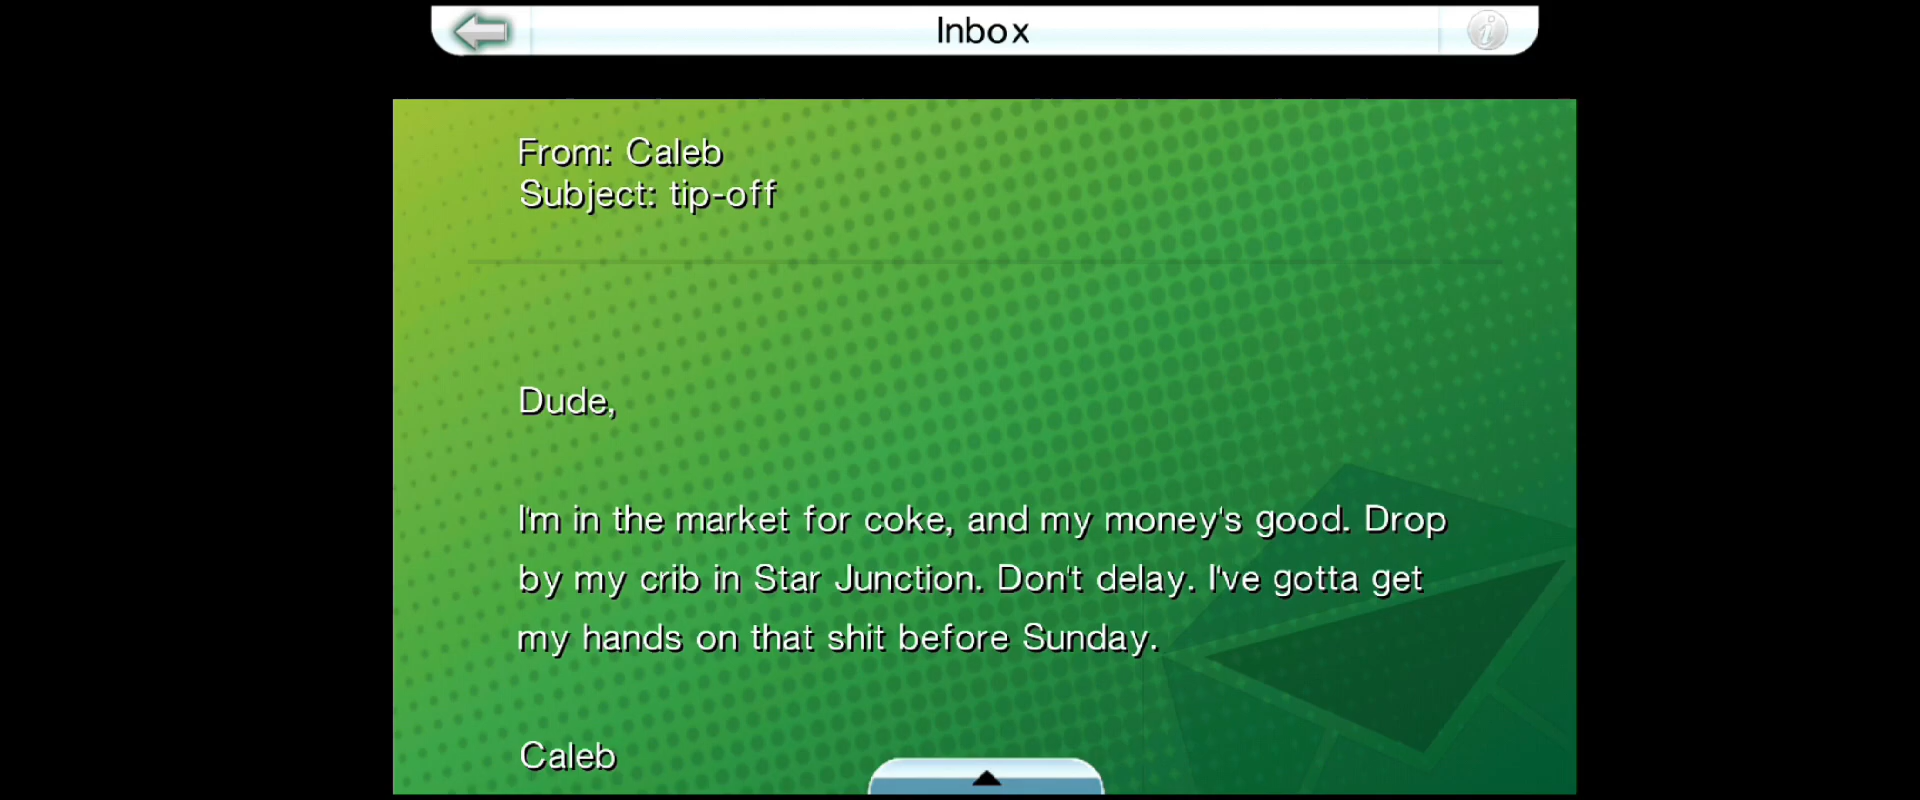 Inbox
From: Caleb
Subject: tip-off
Dude,
I'm in the market for coke, and my money's good. Drop
by my crib in Star Junction. Don't delay. I've gotta get
my hands on that shit before Sunday.
Caleb